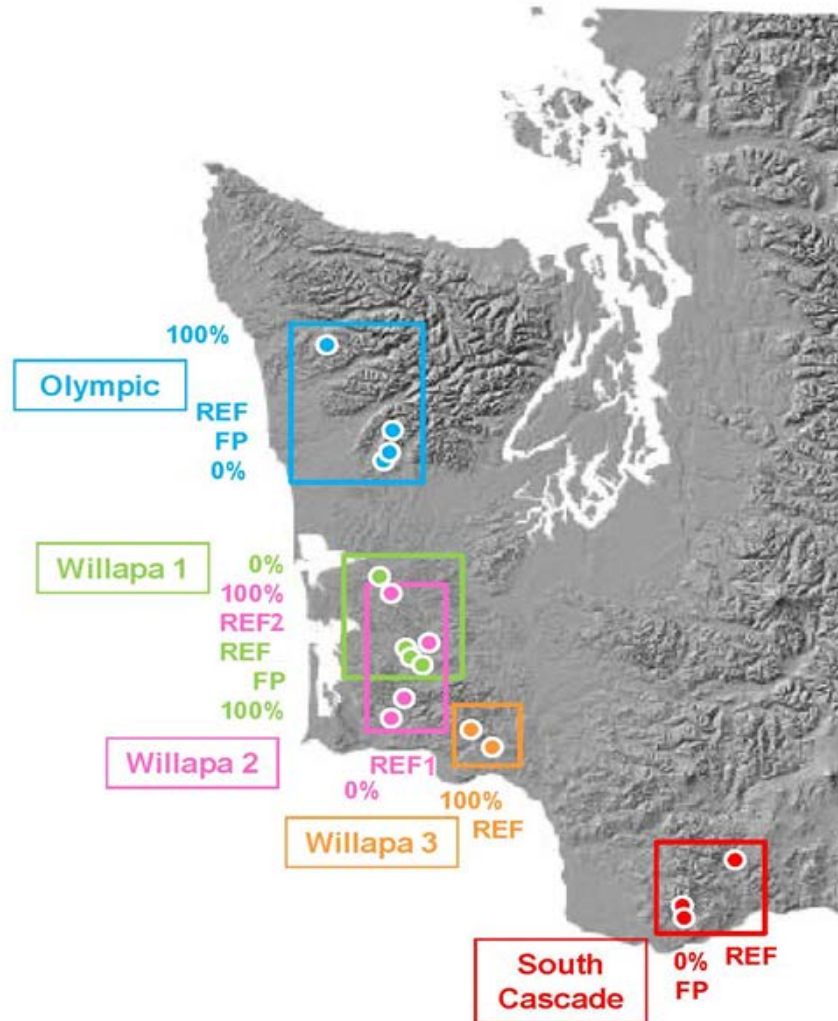 100%
Olympic
REF
FP
0%
Willapa 1
0%
100%
REF2
REF
FP
100%
Willapa 2
REF1
0%
100%
REF
Willapa 3
0%
REF
FP
South
Cascade